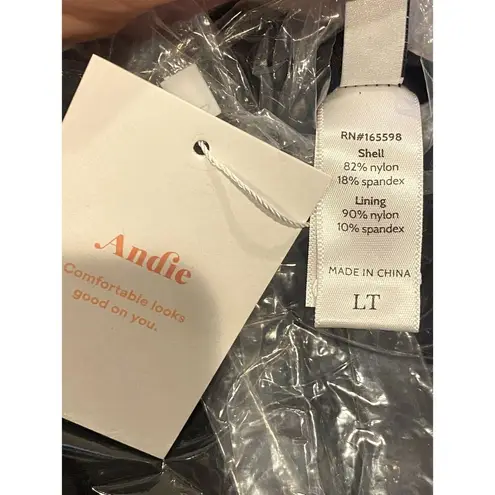 Andie
Comfortable looks
good on you.
RN#165598
Shell
82% nylon
18% spandex
Lining
90% nylon
10% spandex
MADE IN CHINA
LT